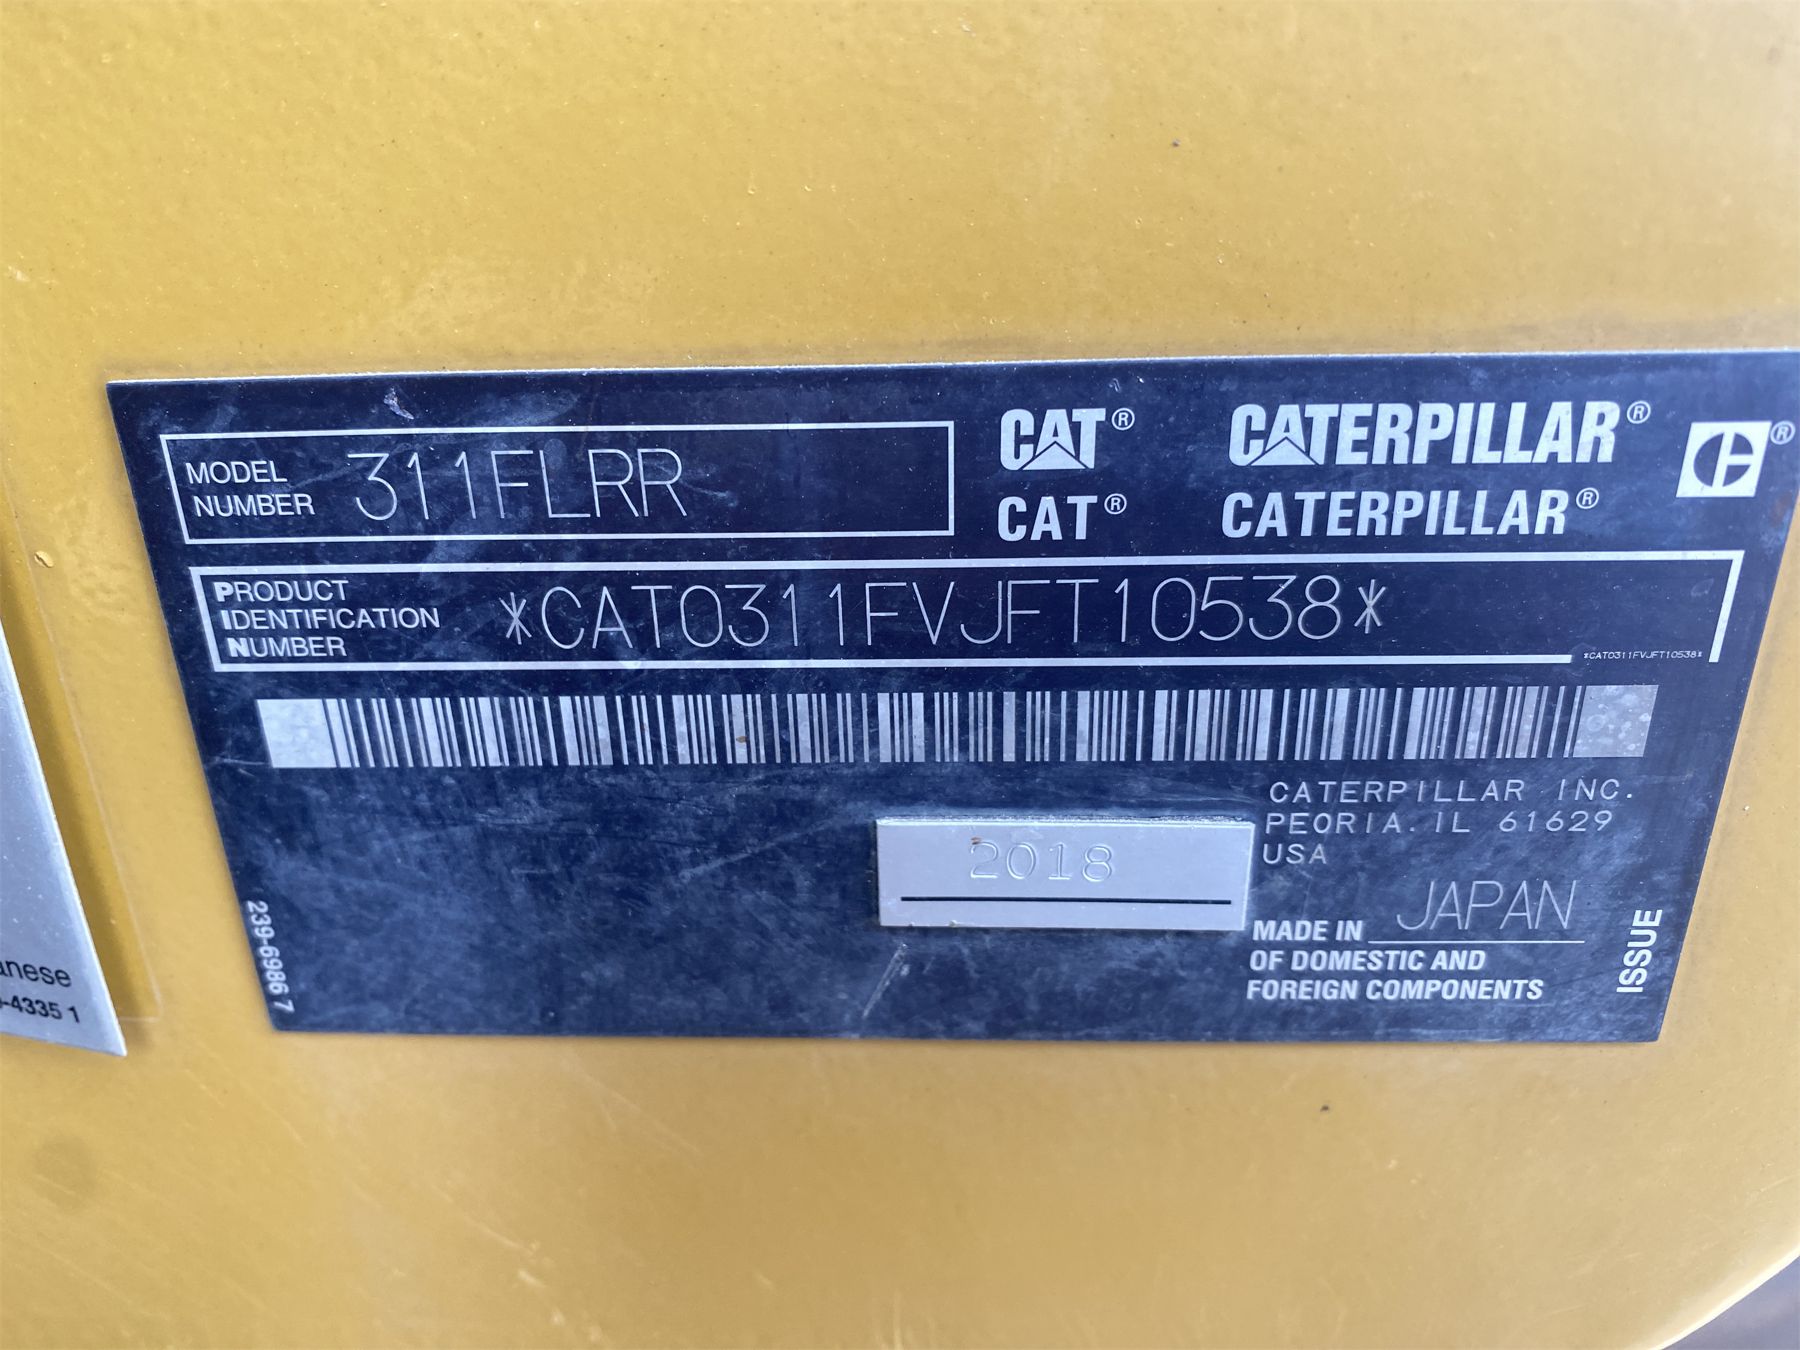 MODEL
NUMBER
311FLRR
CAT® CATERPILLAR®
CAT® CATERPILLAR®
PRODUCT
IDENTIFICATION
NUMBER
*CAT0311FVJFT10538*
*CAT0311FVJFT10538*
CATERPILLAR INC.
PEORIA. IL 61629
USA
2018
MADE IN JAPAN
OF DOMESTIC AND
FOREIGN COMPONENTS
ISSUE
239-6986 7
anese
-4335 1